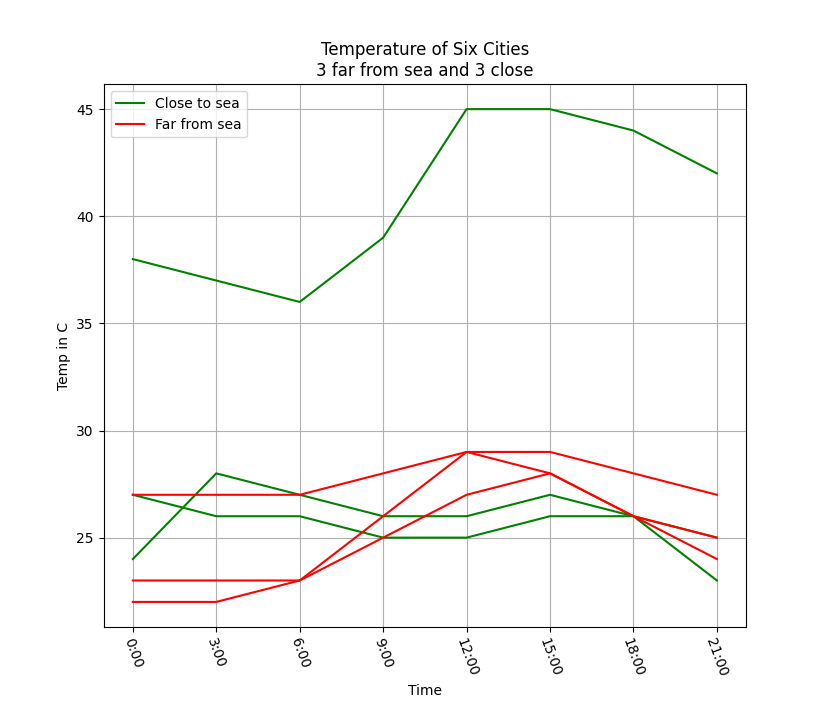 Temperature of Six Cities
3 far from sea and 3 close
Close to sea
Far from sea
45
40
35
30
25
Temp in C
0:00
3:00
6:00
9:00
12:00
15:00
18:00
21:00
Time